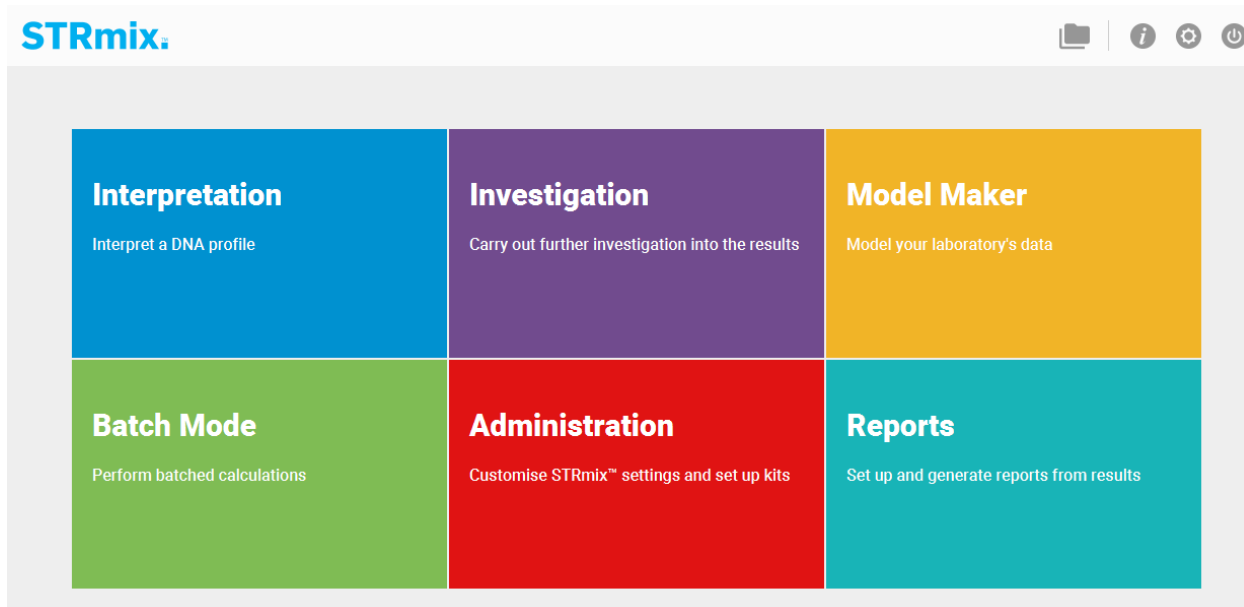 STRmix™
Interpretation
Interpret a DNA profile
Investigation
Carry out further investigation into the results
Model Maker
Model your laboratory's data
Batch Mode
Perform batched calculations
Administration
Customise STRmix™ settings and set up kits
Reports
Set up and generate reports from results